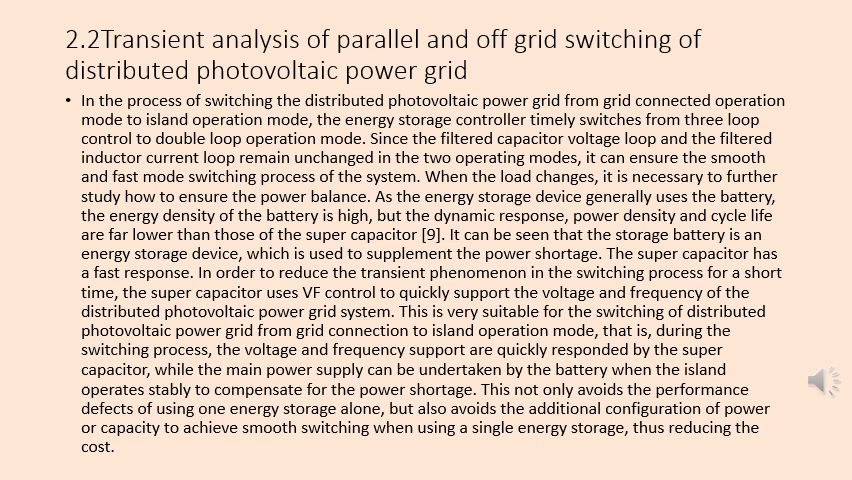 2.2Transient analysis of parallel and off grid switching of
distributed photovoltaic power grid
• In the process of switching the distributed photovoltaic power grid from grid connected operation
mode to island operation mode, the energy storage controller timely switches from three loop
control to double loop operation mode. Since the filtered capacitor voltage loop and the filtered
inductor current loop remain unchanged in the two operating modes, it can ensure the smooth
and fast mode switching process of the system. When the load changes, it is necessary to further
study how to ensure the power balance. As the energy storage device generally uses the battery,
the energy density of the battery is high, but the dynamic response, power density and cycle life
are far lower than those of the super capacitor [9]. It can be seen that the storage battery is an
energy storage device, which is used to supplement the power shortage. The super capacitor has
a fast response. In order to reduce the transient phenomenon in the switching process for a short
time, the super capacitor uses VF control to quickly support the voltage and frequency of the
distributed photovoltaic power grid system. This is very suitable for the switching of distributed
photovoltaic power grid from grid connection to island operation mode, that is, during the
switching process, the voltage and frequency support are quickly responded by the super
capacitor, while the main power supply can be undertaken by the battery when the island
operates stably to compensate for the power shortage. This not only avoids the performance
defects of using one energy storage alone, but also avoids the additional configuration of power
or capacity to achieve smooth switching when using a single energy storage, thus reducing the
cost.